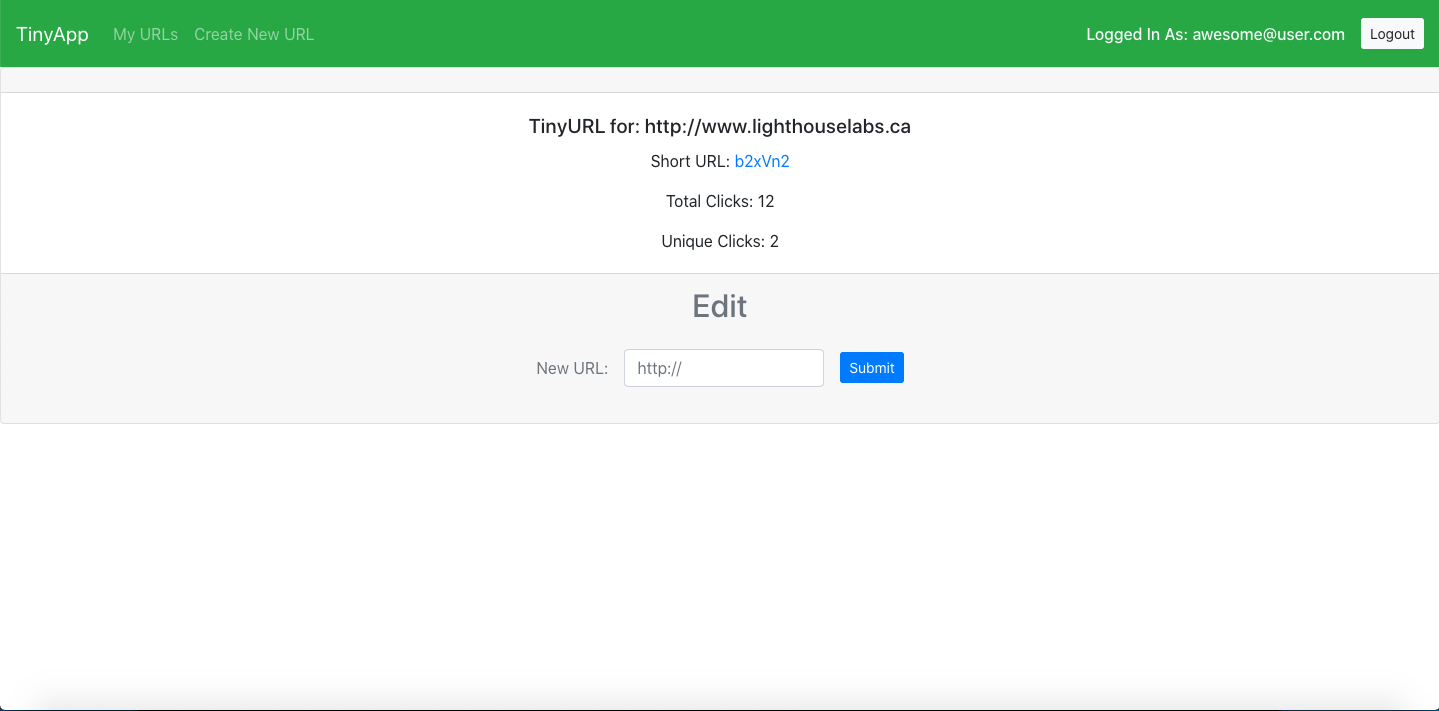 TinyApp My URLs Create New URL Logged In As: awesome@user.com Logout
TinyURL for: http://www.lighthouselabs.ca
Short URL: b2xVn2
Total Clicks: 12
Unique Clicks: 2
Edit
New URL: http:// Submit